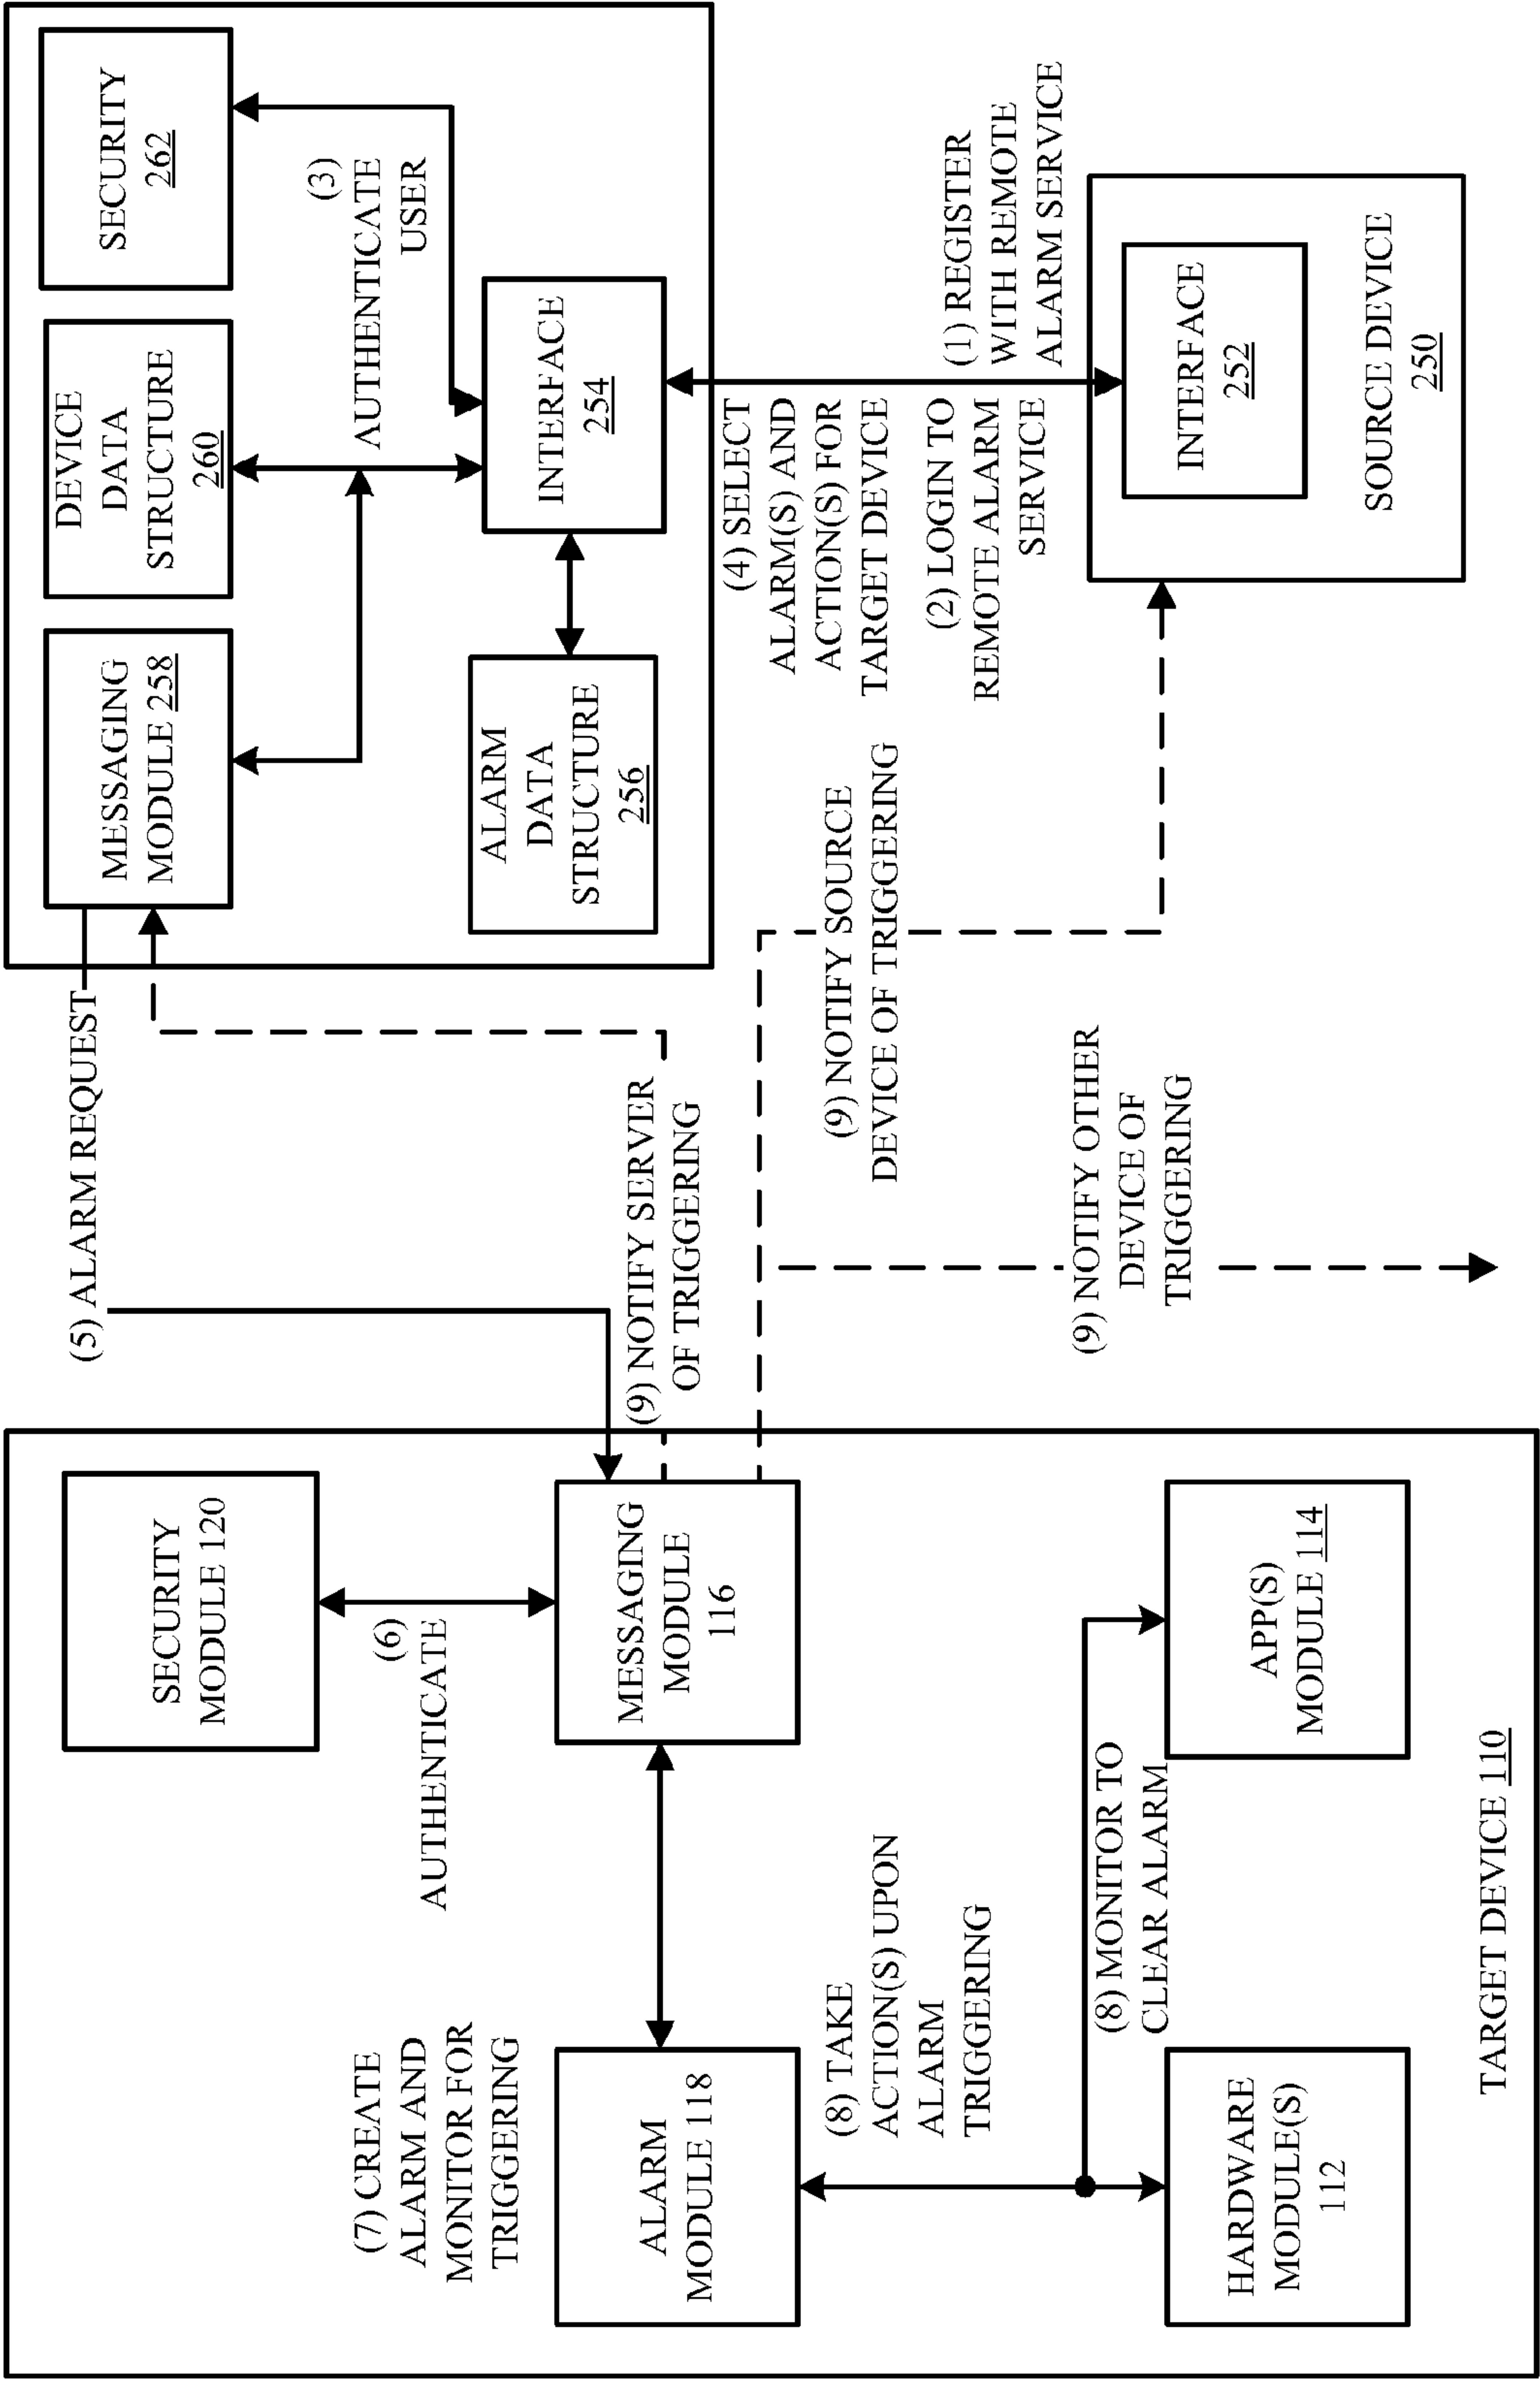 SECURITY
MODULE 120
(6)
AUTHENTICATE
(7) CREATE
ALARM AND
MONITOR FOR
TRIGGERING
ALARM
MODULE 118
MESSAGING
MODULE
116
(8) TAKE
ACTION(S) UPON
ALARM
TRIGGERING
(8) MONITOR TO
CLEAR ALARM
HARDWARE
MODULE(S)
112
APP(S)
MODULE 114
TARGET DEVICE 110
(5) ALARM REQUEST
(9) NOTIFY SERVER
OF TRIGGERING
(9) NOTIFY SOURCE
DEVICE OF TRIGGERING
(9) NOTIFY OTHER
DEVICE OF
TRIGGERING
MESSAGING
MODULE 258
DEVICE
DATA
STRUCTURE
260
SECURITY
262
(3)
AUTHENTICATE
USER
ALARM
DATA
STRUCTURE
256
INTERFACE
254
(4) SELECT
ALARM(S) AND
ACTION(S) FOR
TARGET DEVICE
(2) LOGIN TO
REMOTE ALARM
SERVICE
(1) REGISTER
WITH REMOTE
ALARM SERVICE
INTERFACE
252
SOURCE DEVICE
250